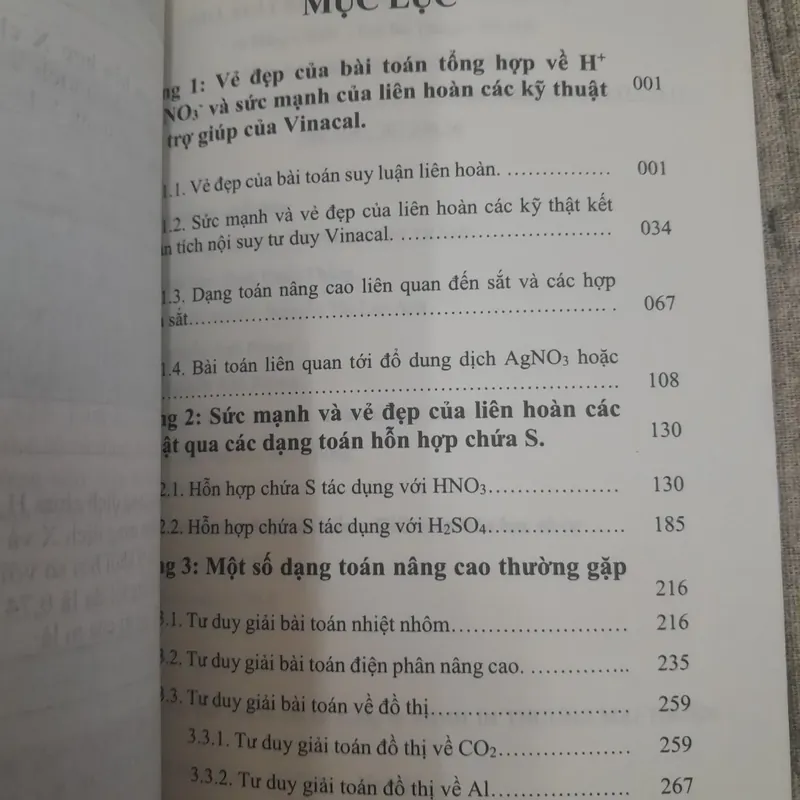 MỤC LỤC
ng 1: Vẻ đẹp của bài toán tổng hợp về H⁺
NO₃⁻ và sức mạnh của liên hoàn các kỹ thuật 001
trợ giúp của Vinacal.
1.1. Vẻ đẹp của bài toán suy luận liên hoàn. ................ 001
1.2. Sức mạnh và vẻ đẹp của liên hoàn các kỹ thật kết
n tích nội suy tư duy Vinacal. ................................ 034
1.3. Dạng toán nâng cao liên quan đến sắt và các hợp
sắt................................................................ 067
1.4. Bài toán liên quan tới đổ dung dịch AgNO₃ hoặc
................................................................ 108
ng 2: Sức mạnh và vẻ đẹp của liên hoàn các
ật qua các dạng toán hỗn hợp chứa S. 130
2.1. Hỗn hợp chứa S tác dụng với HNO₃.................... 130
2.2. Hỗn hợp chứa S tác dụng với H₂SO₄.................... 185
ng 3: Một số dạng toán nâng cao thường gặp
216
3.1. Tư duy giải bài toán nhiệt nhôm.......................... 216
3.2. Tư duy giải bài toán điện phân nâng cao. .............. 235
3.3. Tư duy giải bài toán về đồ thị............................ 259
3.3.1. Tư duy giải toán đồ thị về CO₂.................... 259
3.3.2. Tư duy giải toán đồ thị về Al...................... 267